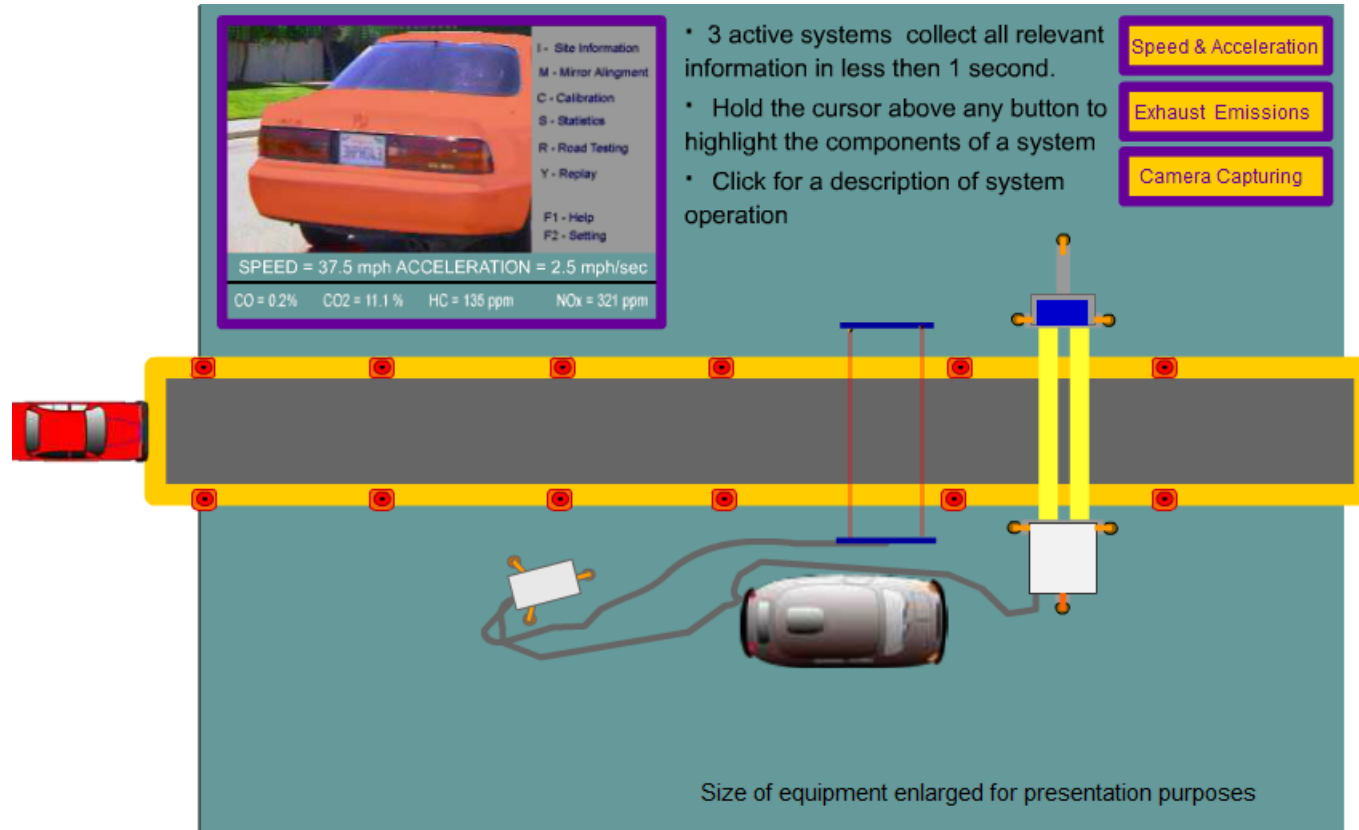 I - Site Information
M - Mirror Alingment
C - Calibration
S - Statistics
R - Road Testing
Y - Replay
F1 - Help
F2 - Setting
SPEED = 37.5 mph ACCELERATION = 2.5 mph/sec
CO = 0.2% CO2 = 11.1 % HC = 135 ppm NOx = 321 ppm
· 3 active systems collect all relevant
information in less then 1 second.
· Hold the cursor above any button to
highlight the components of a system
· Click for a description of system
operation
Speed & Acceleration
Exhaust Emissions
Camera Capturing
Size of equipment enlarged for presentation purposes